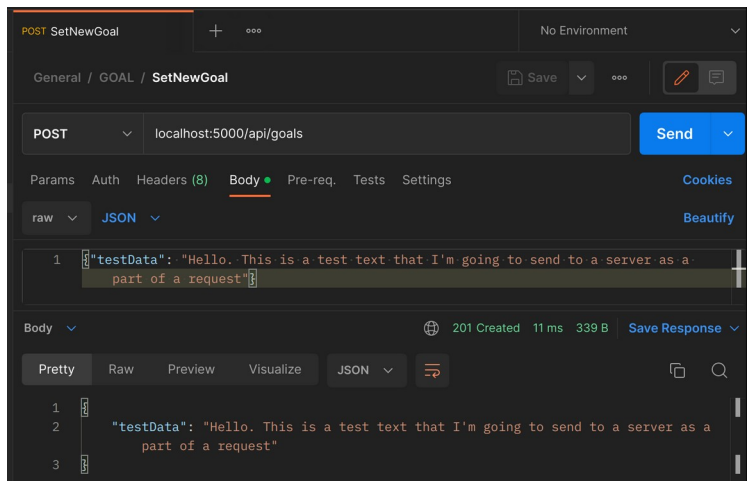 POST SetNewGoal
No Environment
General / GOAL / SetNewGoal
Save
POST localhost:5000/api/goals
Send
Params Auth Headers (8) Body Pre-req. Tests Settings Cookies
raw JSON Beautify
1 {"testData": "Hello. This is a test text that I'm going to send to a server as a
part of a request"}
Body 201 Created 11 ms 339 B Save Response
Pretty Raw Preview Visualize JSON
1 {
2 "testData": "Hello. This is a test text that I'm going to send to a server as a
part of a request"
3 }